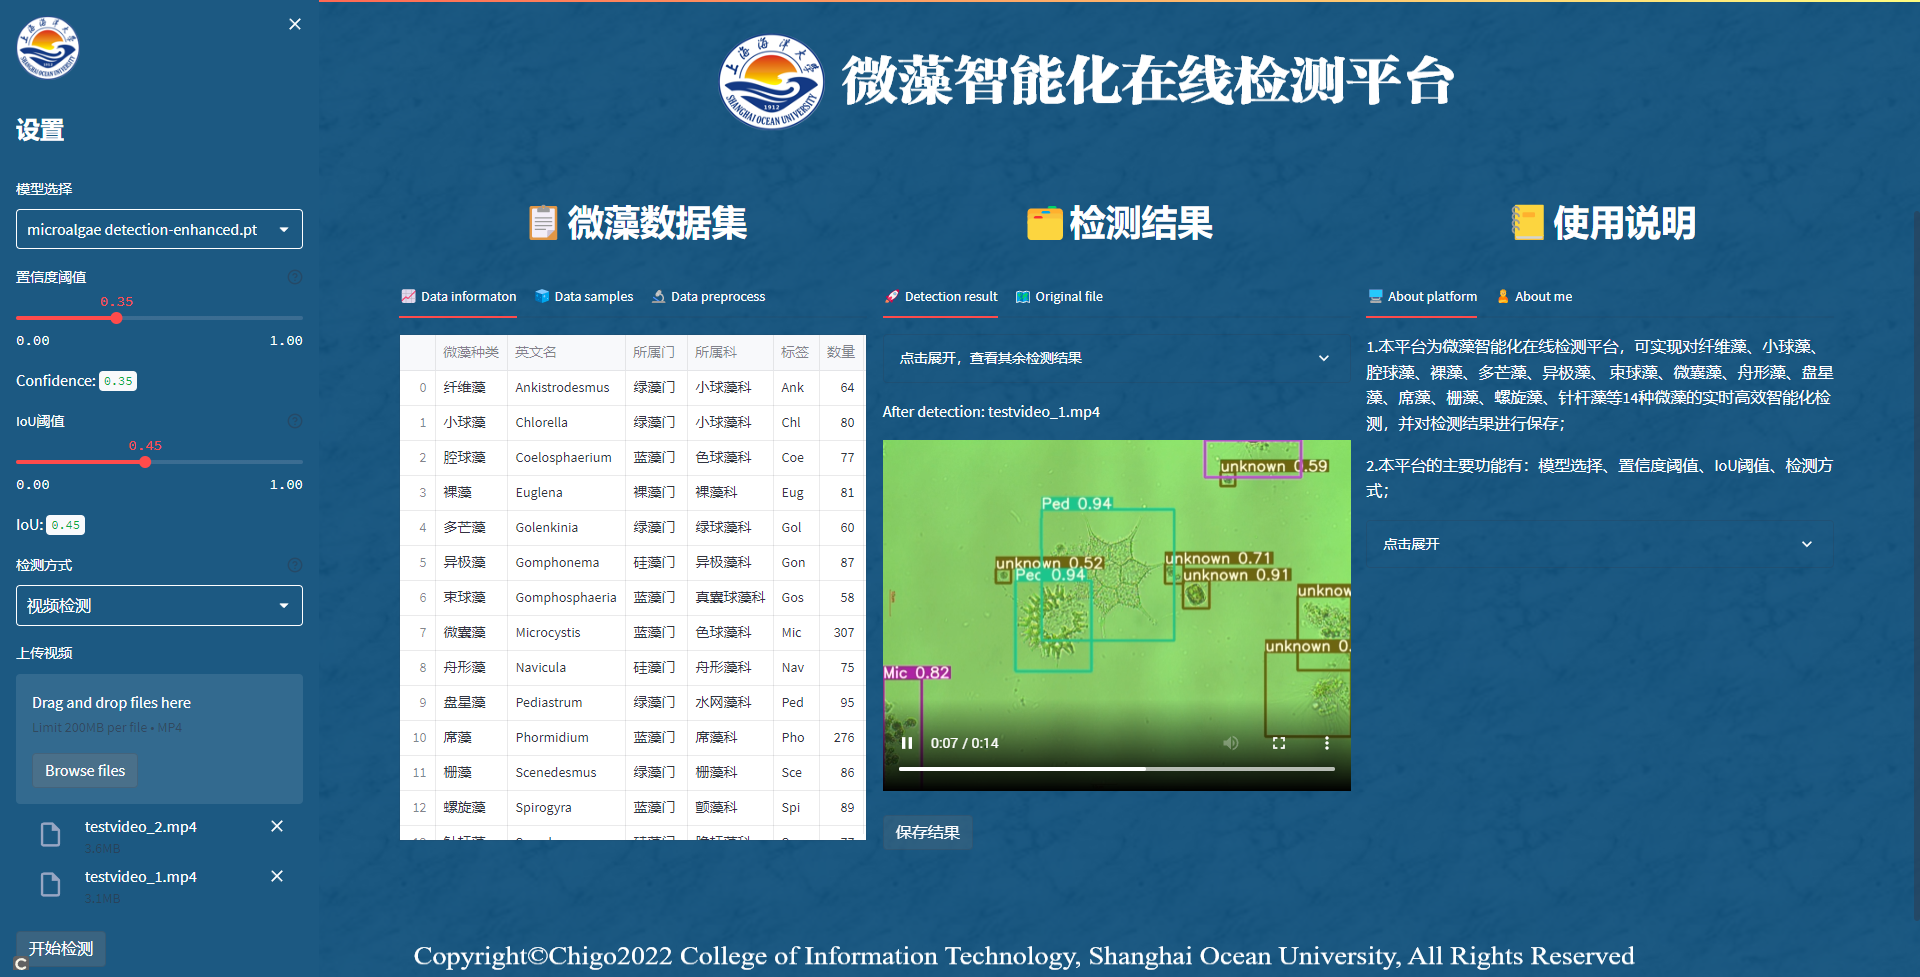 上海海洋大学
SHANGHAI OCEAN UNIVERSITY
设置
模型选择
microalgae detection-enhanced.pt
置信度阈值
0.35
0.00 1.00
Confidence: 0.35
IoU阈值
0.45
0.00 1.00
IoU: 0.45
检测方式
视频检测
上传视频
Drag and drop files here
Limit 200MB per file • MP4
Browse files
testvideo_2.mp4
3.6MB
testvideo_1.mp4
3.1MB
开始检测
上海海洋大学
1912
SHANGHAI OCEAN UNIVERSITY
微藻智能化在线检测平台
微藻数据集
Data informaton Data samples Data preprocess
微藻种类 英文名 所属门 所属科 标签 数量
0 纤维藻 Ankistrodesmus 绿藻门 小球藻科 Ank 64
1 小球藻 Chlorella 绿藻门 小球藻科 Chl 80
2 腔球藻 Coelosphaerium 蓝藻门 色球藻科 Coe 77
3 裸藻 Euglena 裸藻门 裸藻科 Eug 81
4 多芒藻 Golenkinia 绿藻门 绿球藻科 Gol 60
5 异极藻 Gomphonema 硅藻门 异极藻科 Gon 87
6 束球藻 Gomphosphaeria 蓝藻门 真囊球藻科 Gos 58
7 微囊藻 Microcystis 蓝藻门 色球藻科 Mic 307
8 舟形藻 Navicula 硅藻门 舟形藻科 Nav 75
9 盘星藻 Pediastrum 绿藻门 水网藻科 Ped 95
10 席藻 Phormidium 蓝藻门 席藻科 Pho 276
11 栅藻 Scenedesmus 绿藻门 栅藻科 Sce 86
12 螺旋藻 Spirogyra 蓝藻门 颤藻科 Spi 89
检测结果
Detection result Original file
点击展开，查看其余检测结果
After detection: testvideo_1.mp4
unknown 0.59
Ped 0.94
unknown 0.52
unknown 0.71
Ped 0.94
unknown 0.91
unknow
unknown 0.
Mic 0.82
0:07 / 0:14
保存结果
使用说明
About platform About me
1.本平台为微藻智能化在线检测平台，可实现对纤维藻、小球藻、
腔球藻、裸藻、多芒藻、异极藻、 束球藻、微囊藻、舟形藻、盘星
藻、席藻、栅藻、螺旋藻、针杆藻等14种微藻的实时高效智能化检
测，并对检测结果进行保存；
2.本平台的主要功能有：模型选择、置信度阈值、IoU阈值、检测方
式；
点击展开
Copyright©Chigo2022 College of Information Technology, Shanghai Ocean University, All Rights Reserved